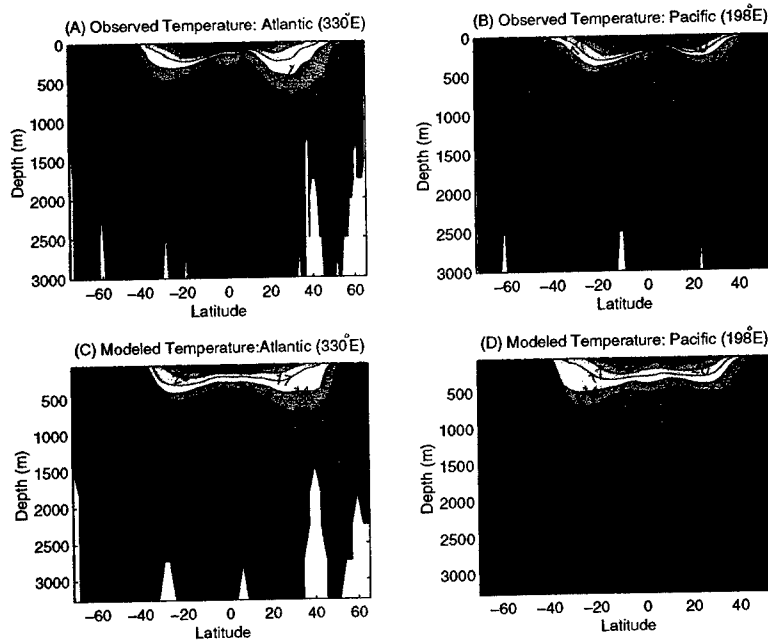 (A) Observed Temperature: Atlantic (330°E)
0
500
1000
1500
2000
2500
3000
Depth (m)
−60 −40 −20 0 20 40 60
Latitude
(B) Observed Temperature: Pacific (198°E)
0
500
1000
1500
2000
2500
3000
Depth (m)
−60 −40 −20 0 20 40
Latitude
(C) Modeled Temperature:Atlantic (330°E)
500
1000
1500
2000
2500
3000
Depth (m)
−60 −40 −20 0 20 40 60
Latitude
(D) Modeled Temperature: Pacific (198°E)
500
1000
1500
2000
2500
3000
Depth (m)
−60 −40 −20 0 20 40
Latitude